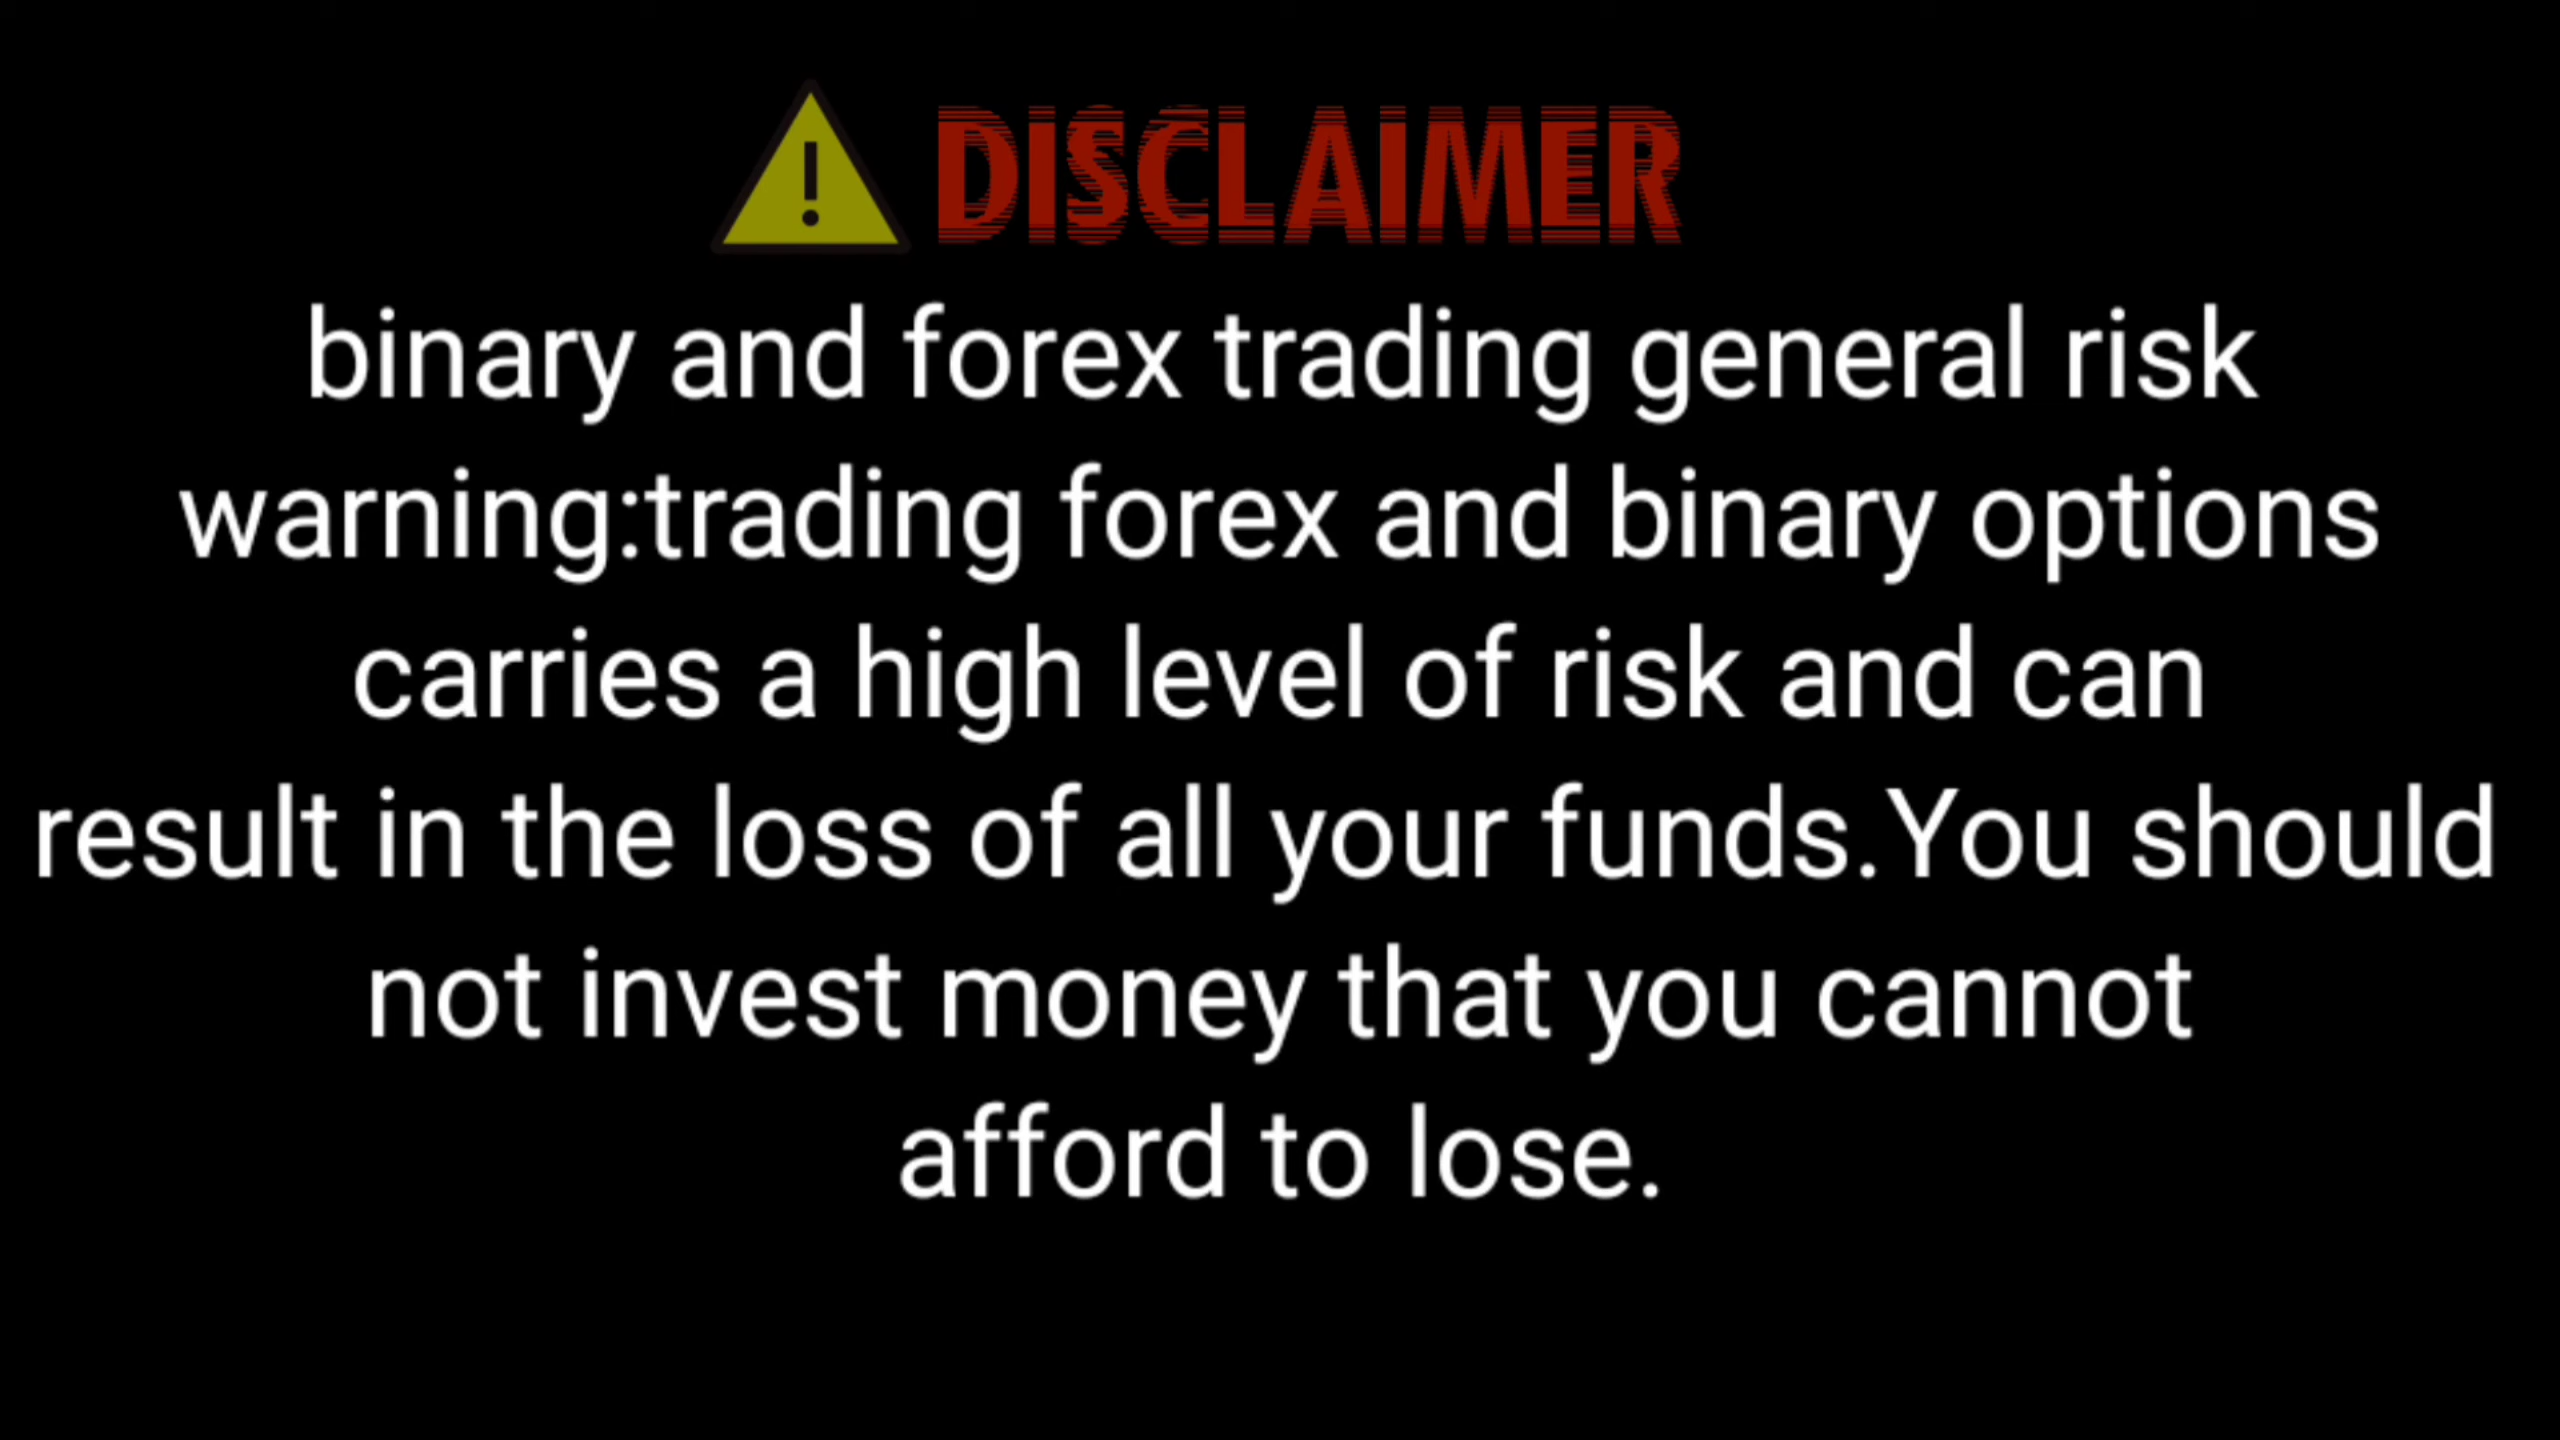 DISCLAIMER
binary and forex trading general risk
warning:trading forex and binary options
carries a high level of risk and can
result in the loss of all your funds.You should
not invest money that you cannot
afford to lose.